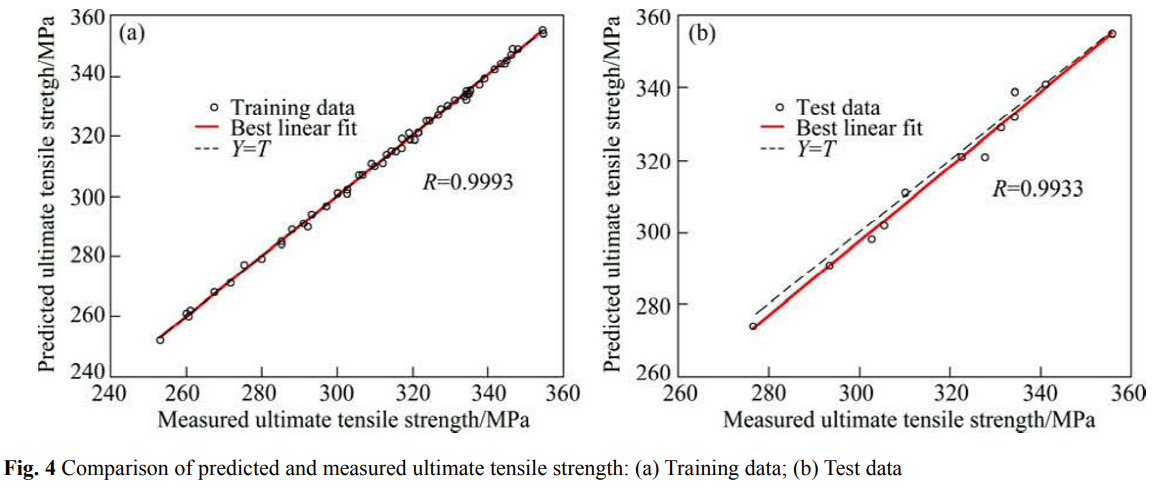 (a)
Predicted ultimate tensile stretgh/MPa
360
340
320
300
280
260
240
Training data
Best linear fit
Y=T
R=0.9993
240 260 280 300 320 340 360
Measured ultimate tensile strength/MPa
(b)
Predicted ultimate tensile stretgh/MPa
360
340
320
300
280
260
Test data
Best linear fit
Y=T
R=0.9933
260 280 300 320 340 360
Measured ultimate tensile strength/MPa
Fig. 4 Comparison of predicted and measured ultimate tensile strength: (a) Training data; (b) Test data